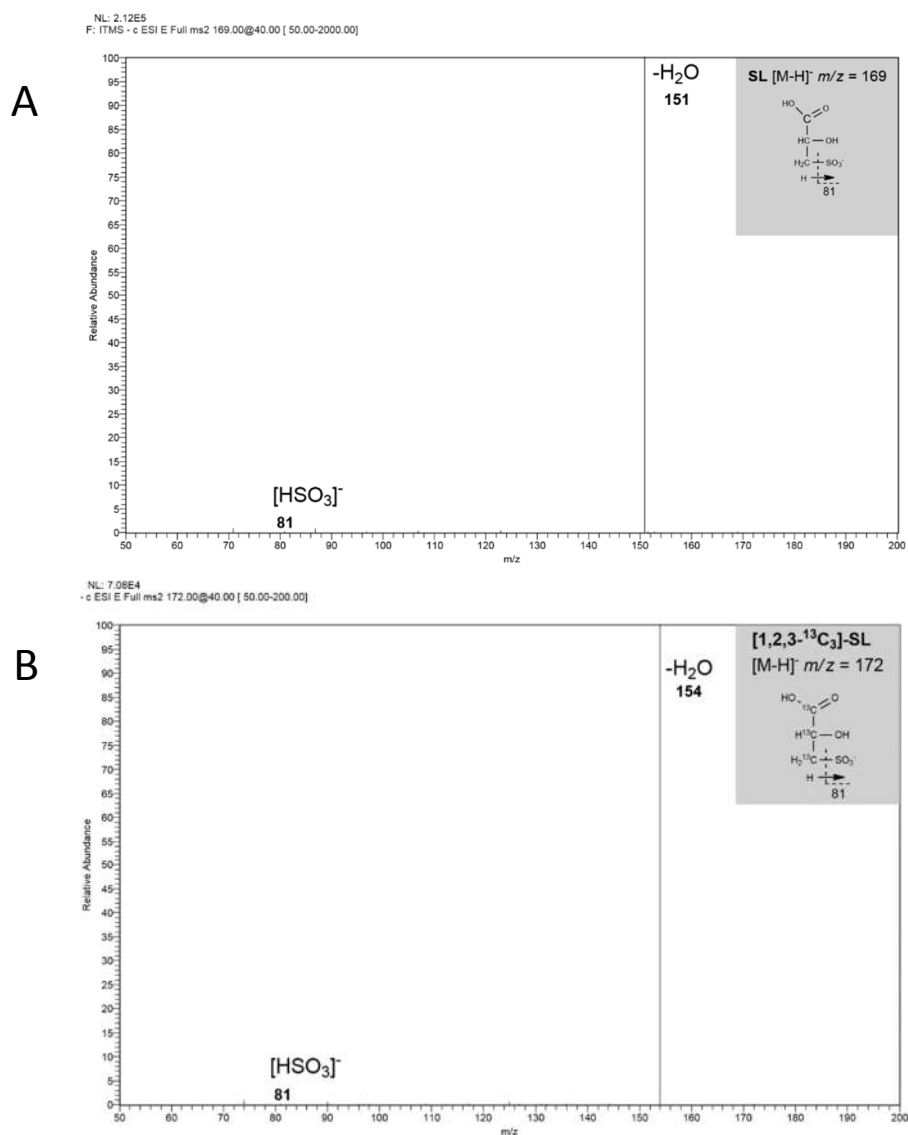 NL: 2.12E5
F: ITMS - c ESI E Full ms2 169.00@40.00 [ 50.00-2000.00]
A
100
95
90
85
80
75
70
65
60
55
50
45
40
35
30
25
20
15
10
5
0
Relative Abundance
-H₂O
151
SL [M-H]⁻ m/z = 169
HO
O
C
HC OH
H₂C SO₃⁻
H
81
[HSO₃]⁻
81
50 60 70 80 90 100 110 120 130 140 150 160 170 180 190 200
m/z
NL: 7.08E4
- c ESI E Full ms2 172.00@40.00 [ 50.00-200.00]
B
100
95
90
85
80
75
70
65
60
55
50
45
40
35
30
25
20
15
10
5
0
Relative Abundance
-H₂O
154
[1,2,3-¹³C₃]-SL
[M-H]⁻ m/z = 172
HO
O
¹³C
H¹³C OH
H₂¹³C SO₃⁻
H
81
[HSO₃]⁻
81
50 60 70 80 90 100 110 120 130 140 150 160 170 180 190 200
m/z